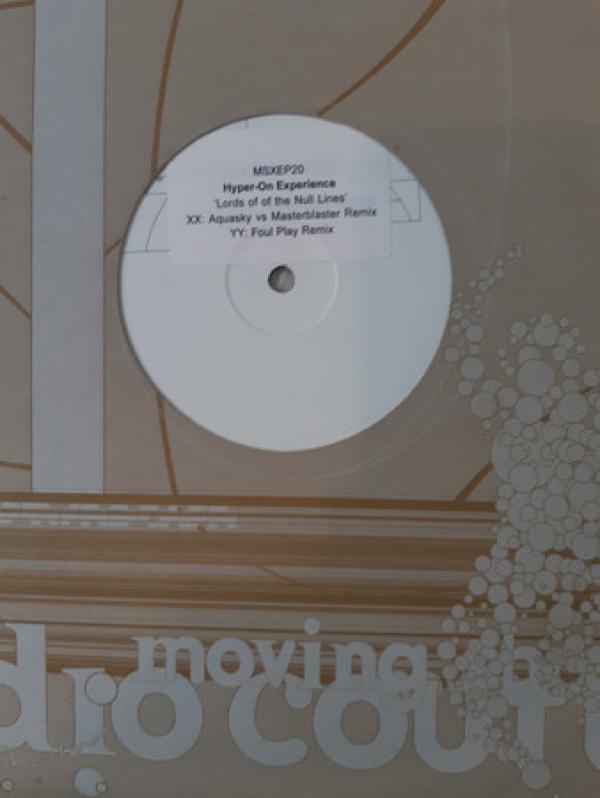 MSXEP20
Hyper-On Experience
'Lords of of the Null Lines'
XX: Aquasky vs Masterblaster Remix
YY: Foul Play Remix
moving